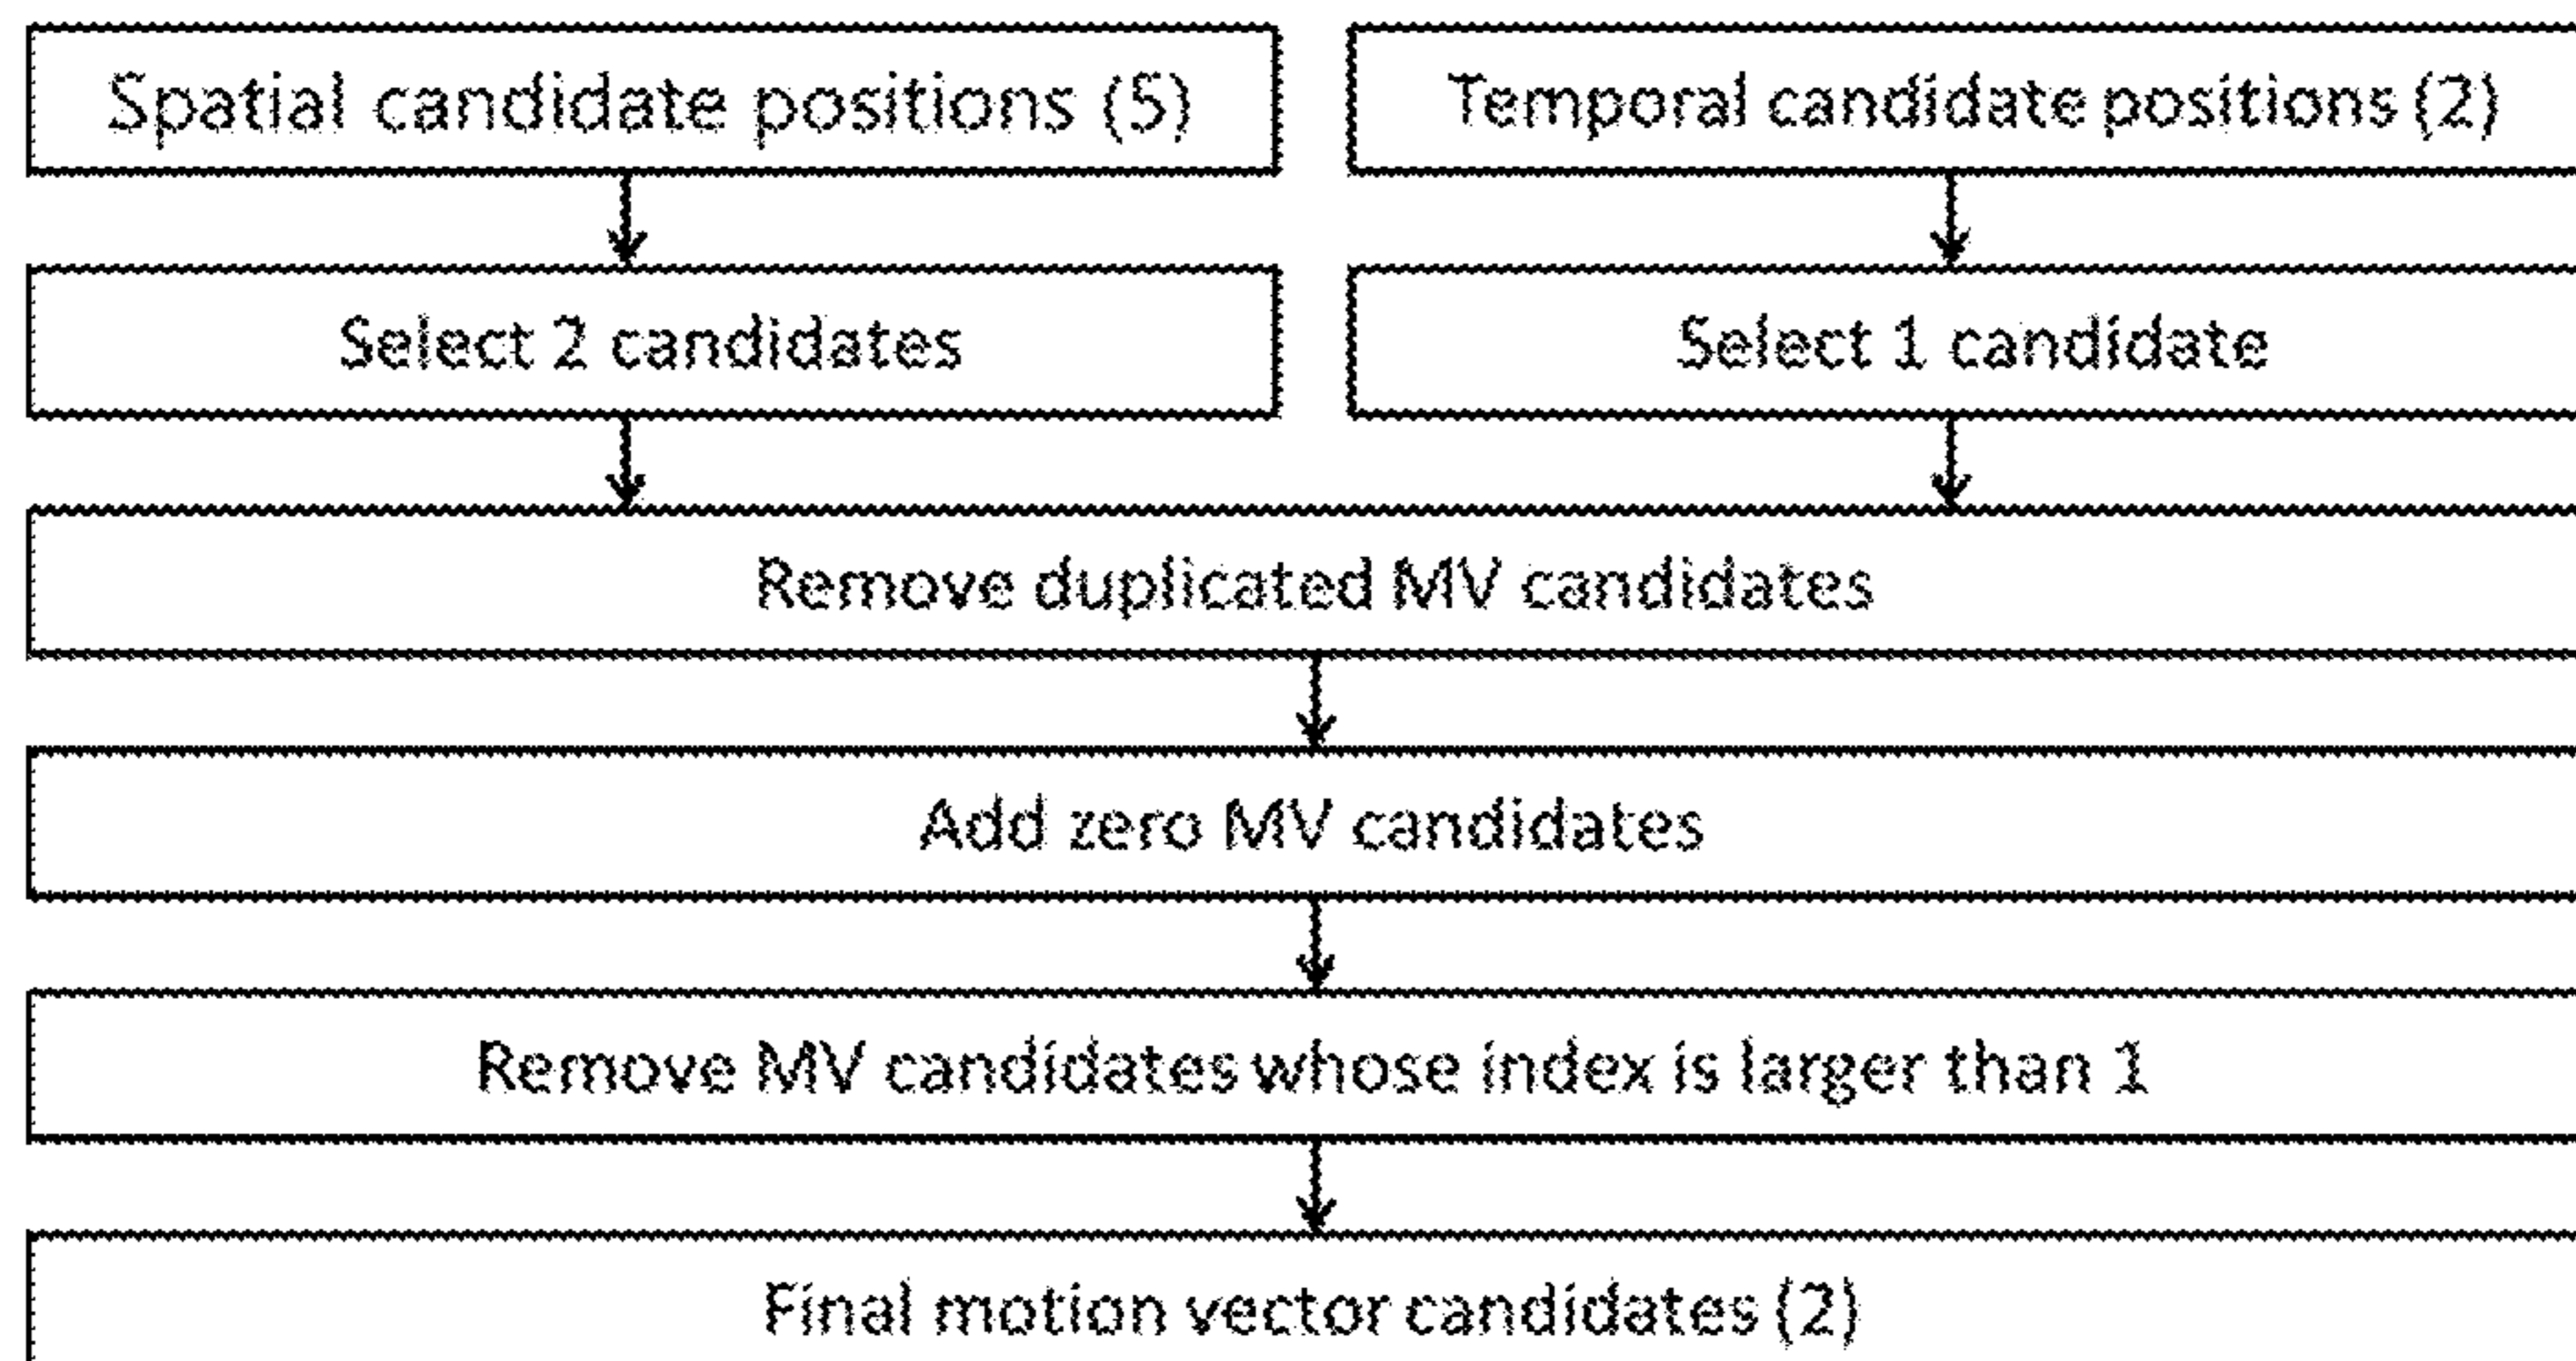 Spatial candidate positions (5)
Temporal candidate positions (2)
Select 2 candidates
Select 1 candidate
Remove duplicated MV candidates
Add zero MV candidates
Remove MV candidates whose index is larger than 1
Final motion vector candidates (2)